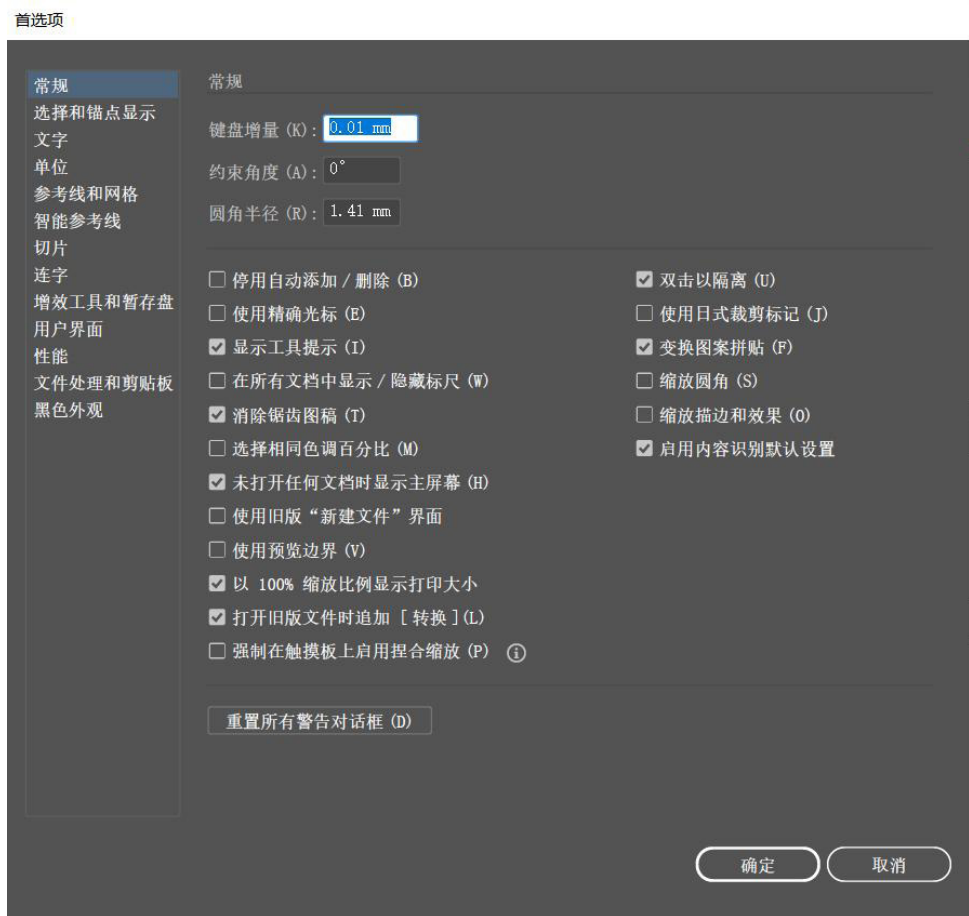 首选项
常规
选择和锚点显示
文字
单位
参考线和网格
智能参考线
切片
连字
增效工具和暂存盘
用户界面
性能
文件处理和剪贴板
黑色外观
常规
键盘增量 (K): 0.01 mm
约束角度 (A): 0°
圆角半径 (R): 1.41 mm
停用自动添加 / 删除 (B)
使用精确光标 (E)
显示工具提示 (I)
在所有文档中显示 / 隐藏标尺 (W)
消除锯齿图稿 (T)
选择相同色调百分比 (M)
未打开任何文档时显示主屏幕 (H)
使用旧版“新建文件”界面
使用预览边界 (V)
以 100% 缩放比例显示打印大小
打开旧版文件时追加 [ 转换 ](L)
强制在触摸板上启用捏合缩放 (P)
双击以隔离 (U)
使用日式裁剪标记 (J)
变换图案拼贴 (F)
缩放圆角 (S)
缩放描边和效果 (O)
启用内容识别默认设置
重置所有警告对话框 (D)
确定
取消